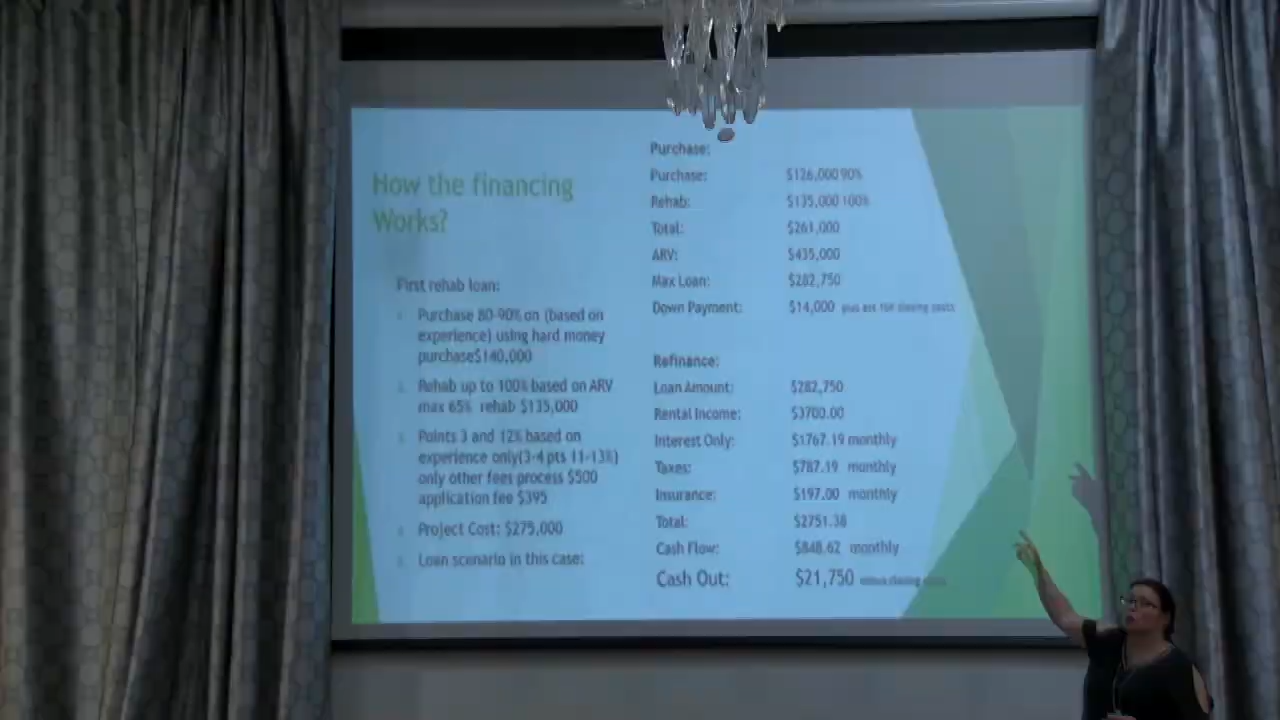 How the financing
Works?
First rehab loan:
Purchase 80-90% on (based on
experience) using hard money
purchase$140,000
Rehab up to 100% based on ARV
max 65% rehab $135,000
Points 3 and 12% based on
experience only(3-4 pts 11-13%)
only other fees process $500
application fee $395
Project Cost: $275,000
Loan scenario in this case:
Purchase:
Purchase: $126,000 90%
Rehab: $135,000 100%
Total: $261,000
ARV: $435,000
Max Loan: $282,750
Down Payment: $14,000 plus closing costs
Refinance:
Loan Amount: $282,750
Rental Income: $3700.00
Interest Only: $1767.19 monthly
Taxes: $787.19 monthly
Insurance: $197.00 monthly
Total: $2751.38
Cash Flow: $848.62 monthly
Cash Out: $21,750 minus closing costs